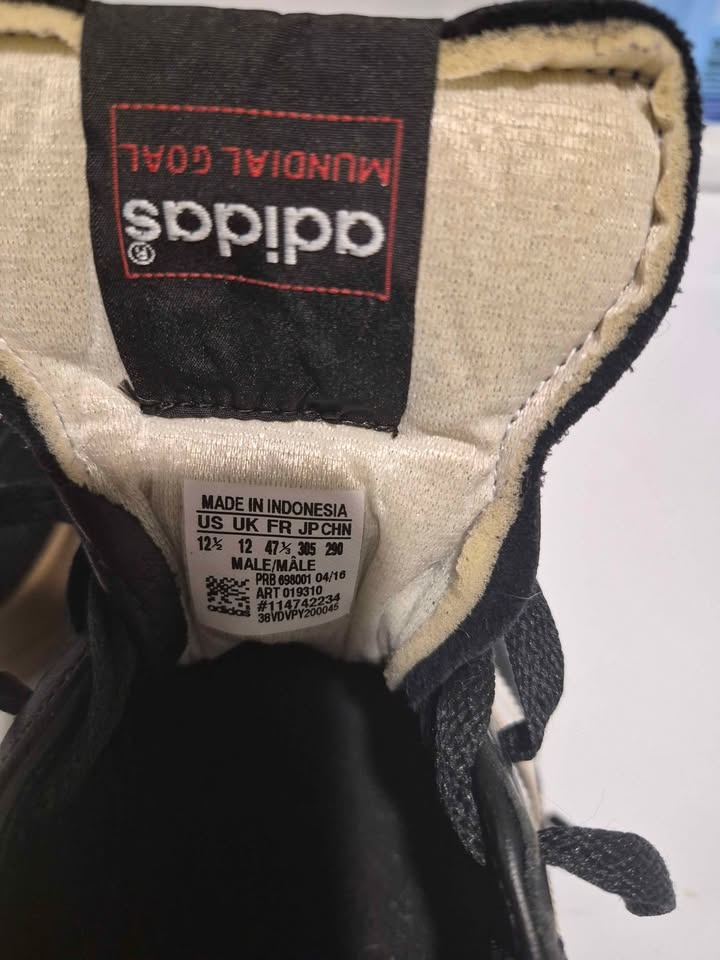 MUNDIAL GOAL
adidas®
MADE IN INDONESIA
US UK FR JP CHN
12½ 12 47⅓ 305 290
MALE/MÂLE
PRB 698001 04/16
ART 019310
#114742234
38VDVPY200045
adidas